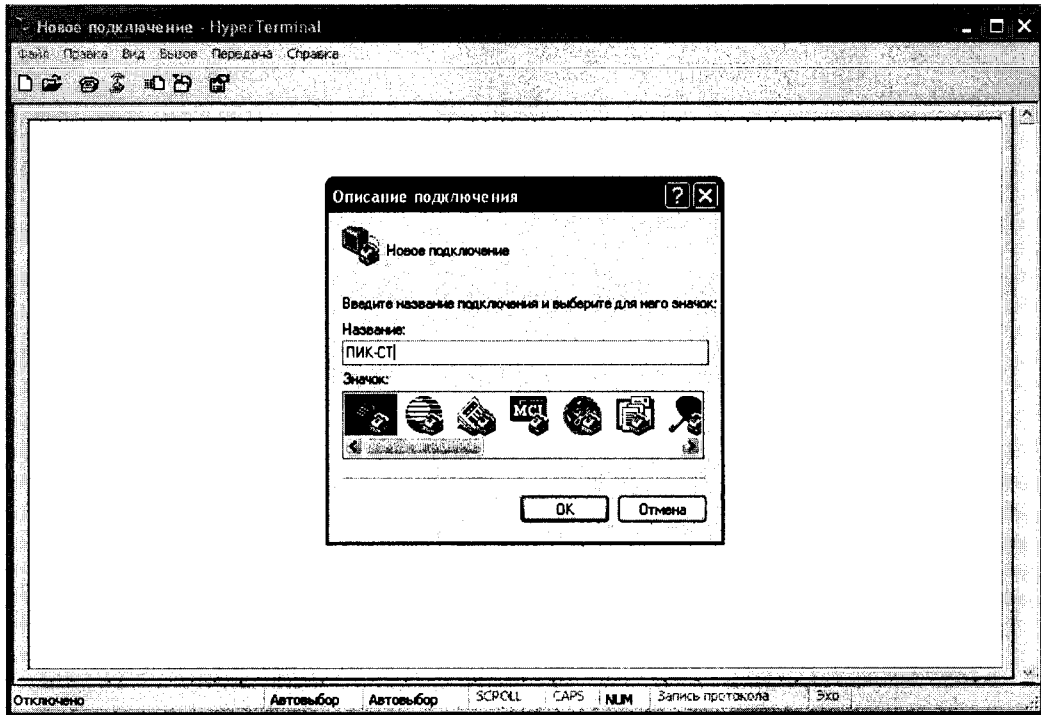 Новое подключение - HyperTerminal
Файл Правка Вид Вызов Передача Справка
Описание подключения
Новое подключение
Введите название подключения и выберите для него значок:
Название:
ПИК-СТ
Значок:
MCI
OK Отмена
Отключено Автовыбор Автовыбор SCROLL CAPS NUM Запись протокола Эхо